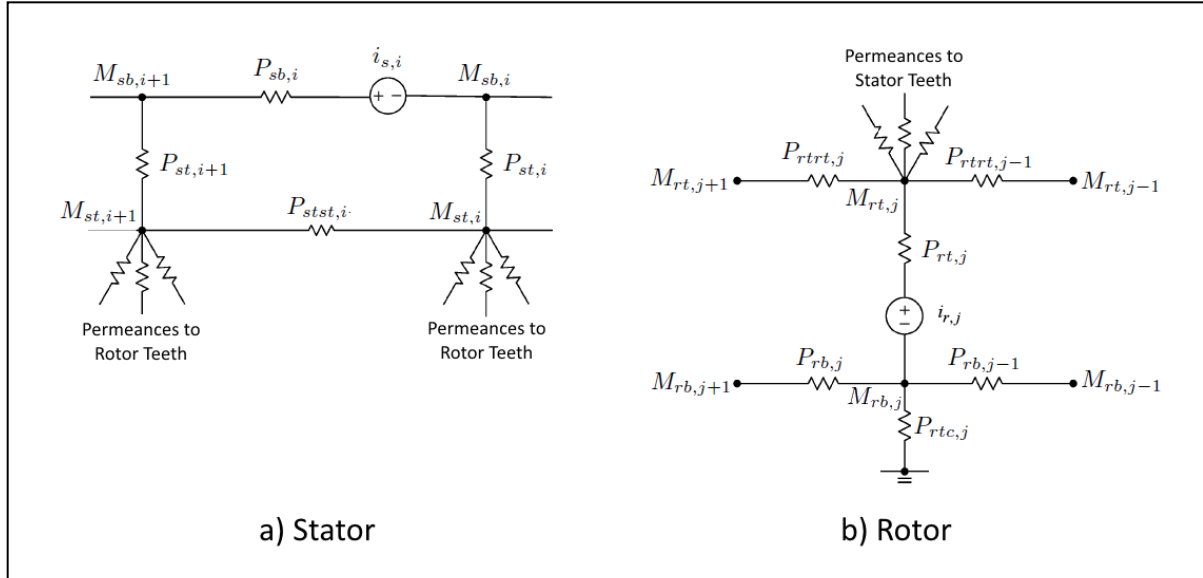 M_{sb,i+1}
P_{sb,i}
i_{s,i}
+ −
M_{sb,i}
P_{st,i+1}
P_{st,i}
M_{st,i+1}
P_{stst,i}.
M_{st,i}
Permeances to
Rotor Teeth
Permeances to
Rotor Teeth
a) Stator
Permeances to
Stator Teeth
P_{rtrt,j}
P_{rtrt,j−1}
M_{rt,j+1}
M_{rt,j}
M_{rt,j−1}
P_{rt,j}
+
−
i_{r,j}
P_{rb,j}
P_{rb,j−1}
M_{rb,j+1}
M_{rb,j}
M_{rb,j−1}
P_{rtc,j}
b) Rotor